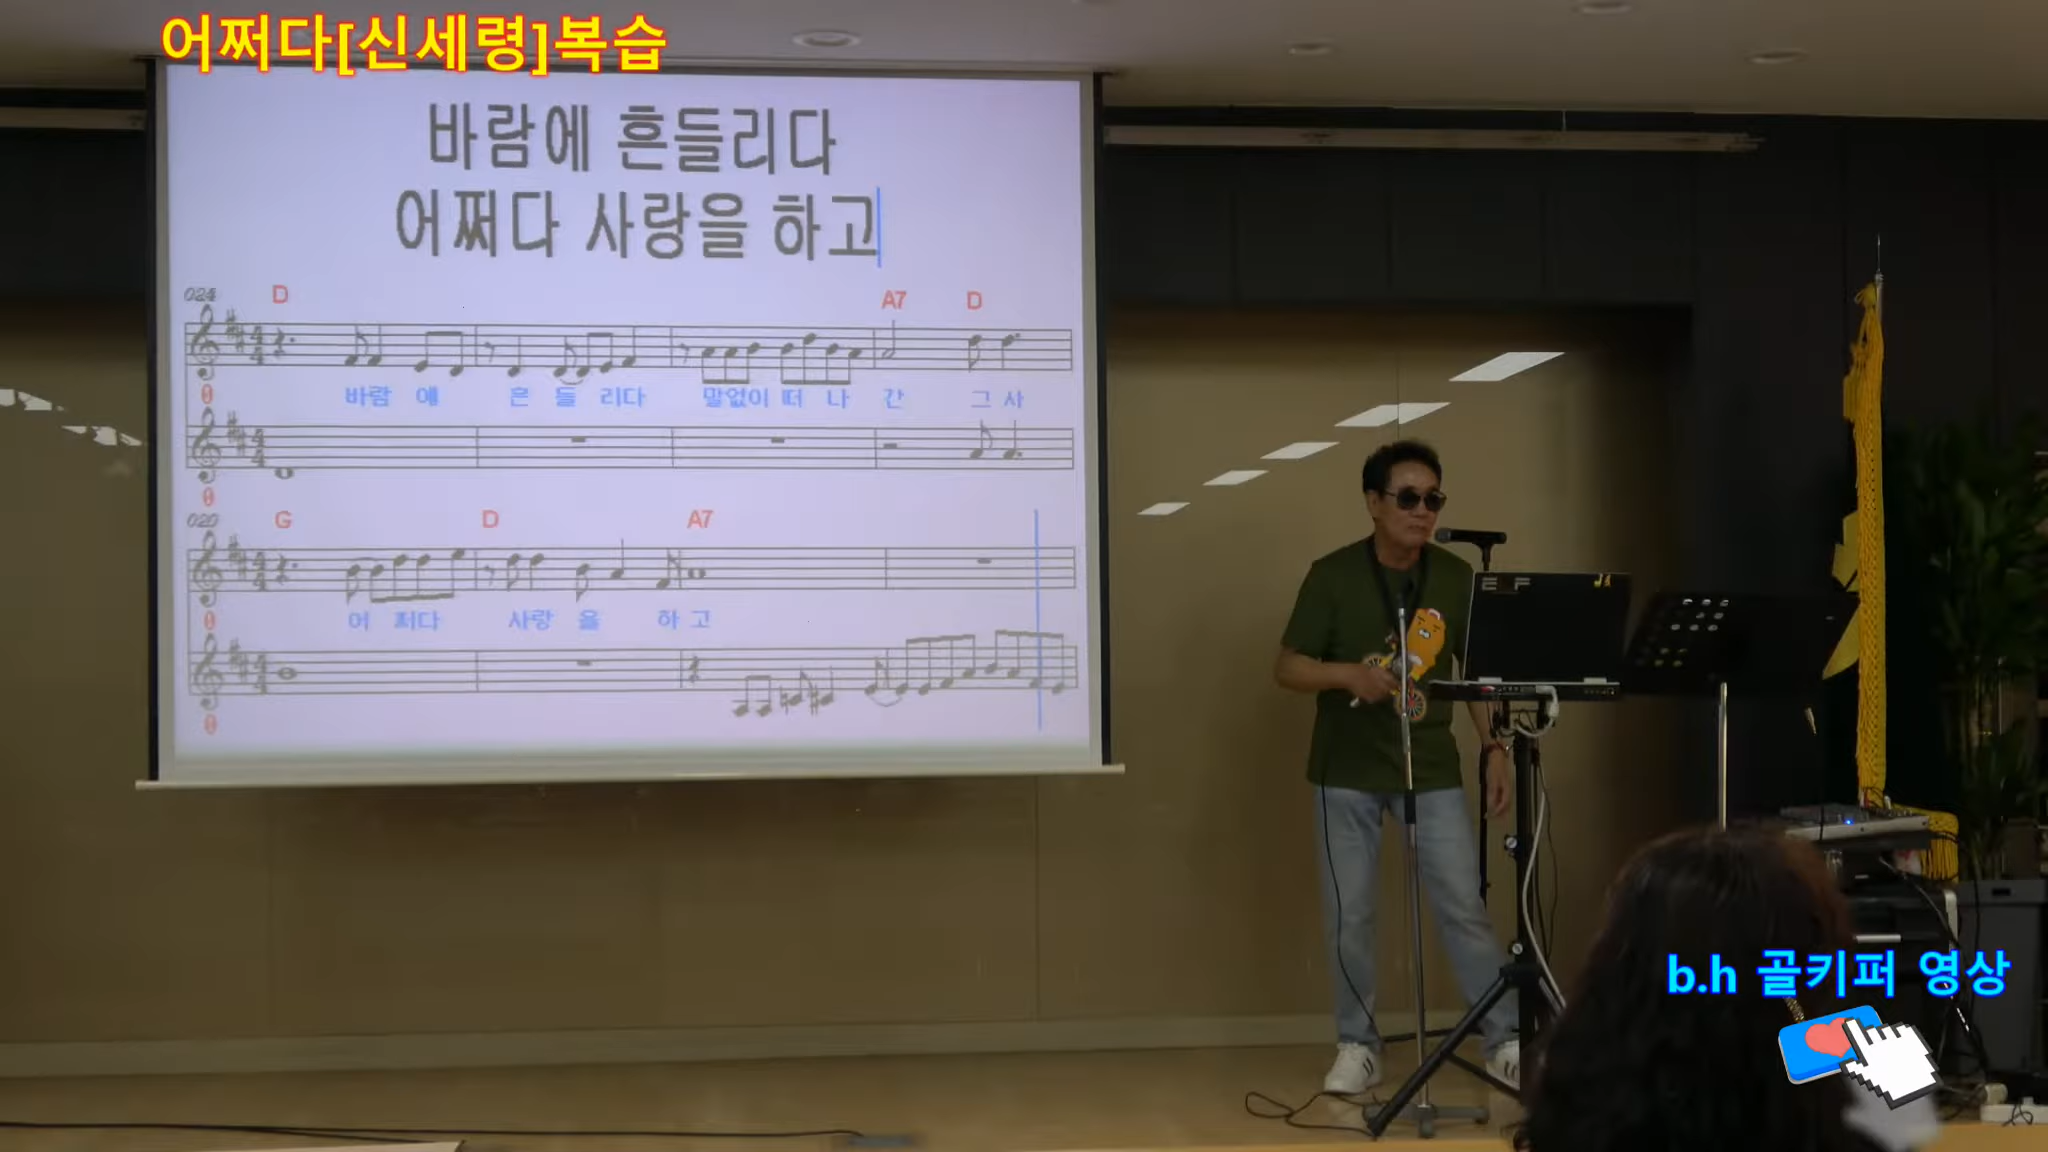 어쩌다[신세령]복습
바람에 흔들리다
어쩌다 사랑을 하고
024 D A7 D
바람 에 흔 들 리다 말없이 떠 나 간 그 사
G D A7
어 쩌다 사랑 을 하 고
b.h 골키퍼 영상